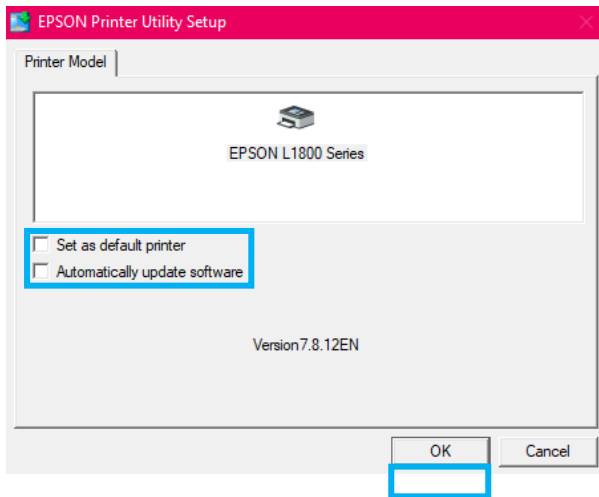 EPSON Printer Utility Setup
Printer Model
EPSON L1800 Series
Set as default printer
Automatically update software
Version7.8.12EN
OK Cancel